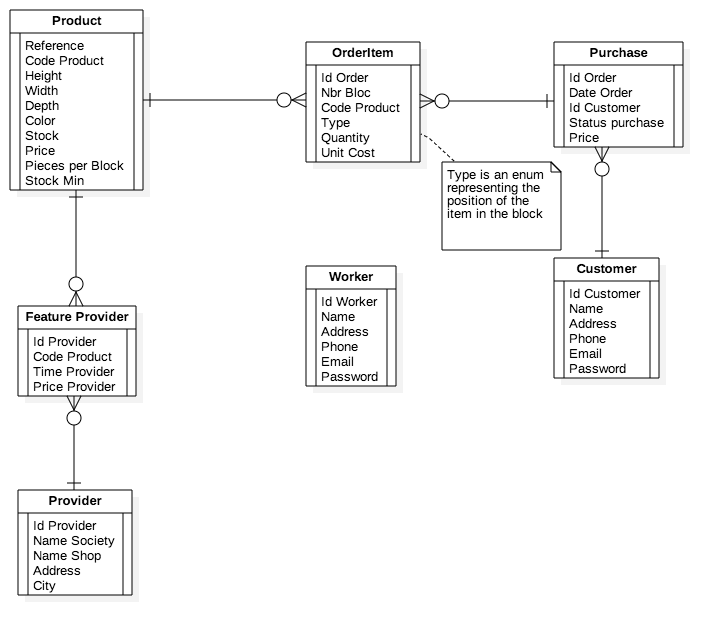 Product
Reference
Code Product
Height
Width
Depth
Color
Stock
Price
Pieces per Block
Stock Min
OrderItem
Id Order
Nbr Bloc
Code Product
Type
Quantity
Unit Cost
Purchase
Id Order
Date Order
Id Customer
Status purchase
Price
Type is an enum
representing the
position of the
item in the block
Worker
Id Worker
Name
Address
Phone
Email
Password
Customer
Id Customer
Name
Address
Phone
Email
Password
Feature Provider
Id Provider
Code Product
Time Provider
Price Provider
Provider
Id Provider
Name Society
Name Shop
Address
City